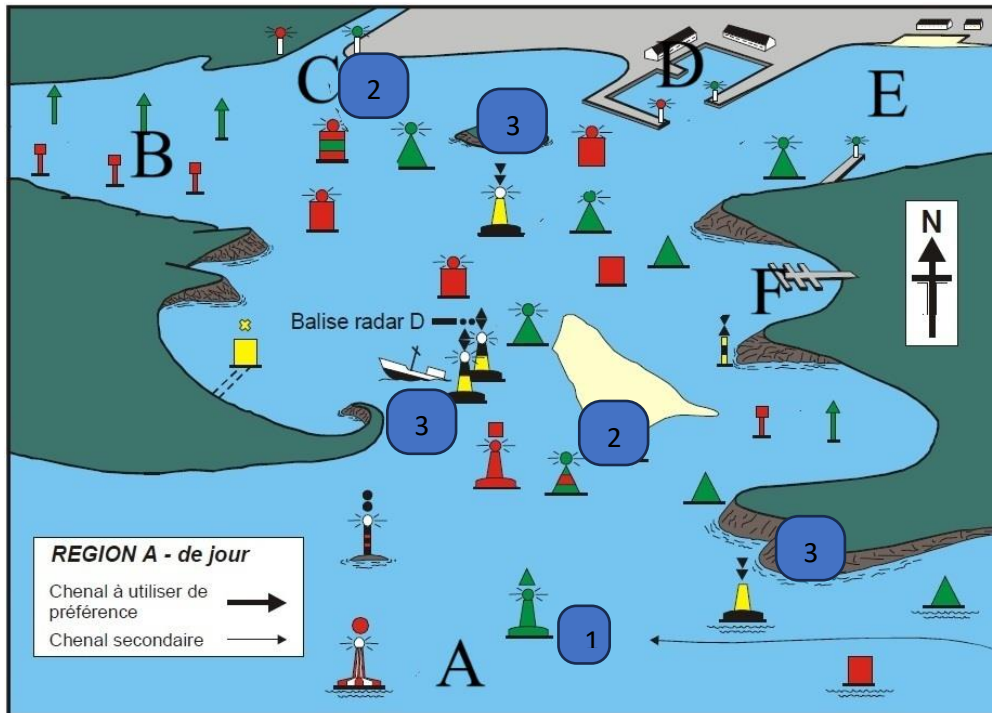 C
2
D
E
3
B
N
F
Balise radar D
3
2
REGION A - de jour
Chenal à utiliser de
préférence
Chenal secondaire
3
1
A